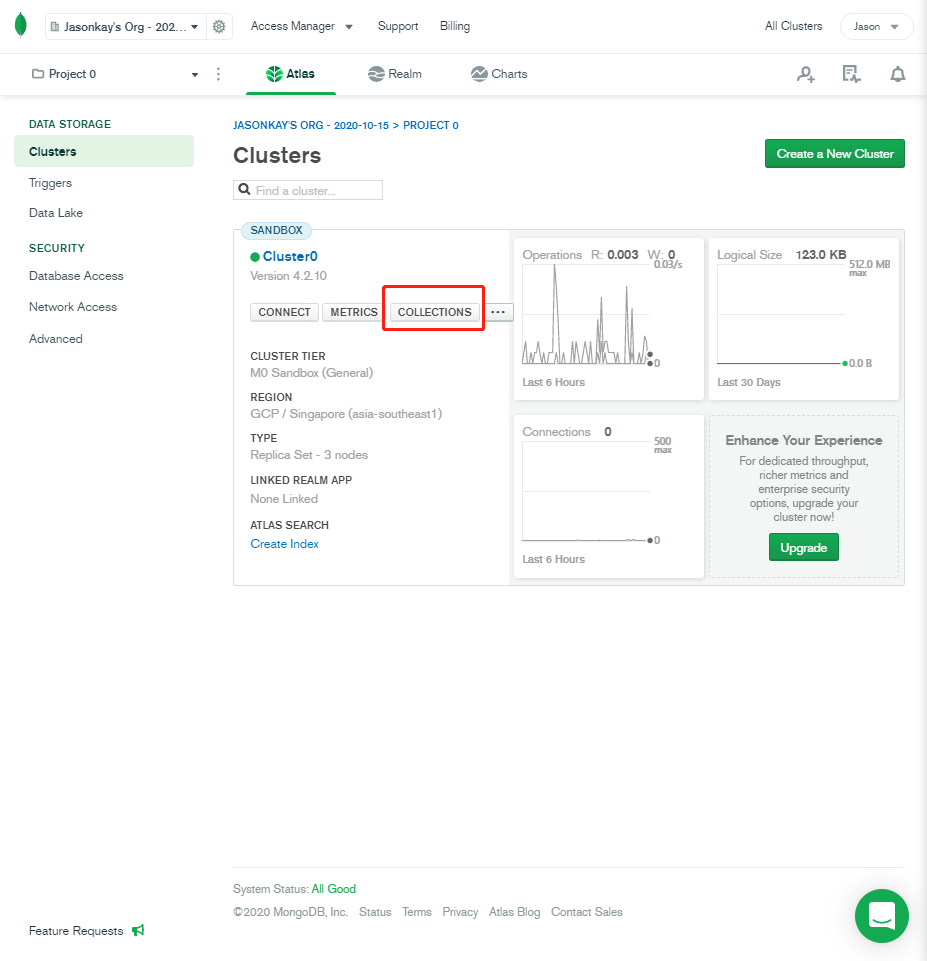 Jasonkay's Org - 202...
Access Manager
Support
Billing
All Clusters
Jason
Project 0
Atlas
Realm
Charts
DATA STORAGE
Clusters
Triggers
Data Lake
SECURITY
Database Access
Network Access
Advanced
JASONKAY'S ORG - 2020-10-15 > PROJECT 0
Clusters
Create a New Cluster
Find a cluster...
SANDBOX
Cluster0
Version 4.2.10
CONNECT
METRICS
COLLECTIONS
...
CLUSTER TIER
M0 Sandbox (General)
REGION
GCP / Singapore (asia-southeast1)
TYPE
Replica Set - 3 nodes
LINKED REALM APP
None Linked
ATLAS SEARCH
Create Index
Operations R: 0.003 W: 0
0.03/s
0
Last 6 Hours
Logical Size 123.0 KB
512.0 MB
max
0.0 B
Last 30 Days
Connections 0
500
max
0
Last 6 Hours
Enhance Your Experience
For dedicated throughput,
richer metrics and
enterprise security
options, upgrade your
cluster now!
Upgrade
System Status: All Good
©2020 MongoDB, Inc. Status Terms Privacy Atlas Blog Contact Sales
Feature Requests